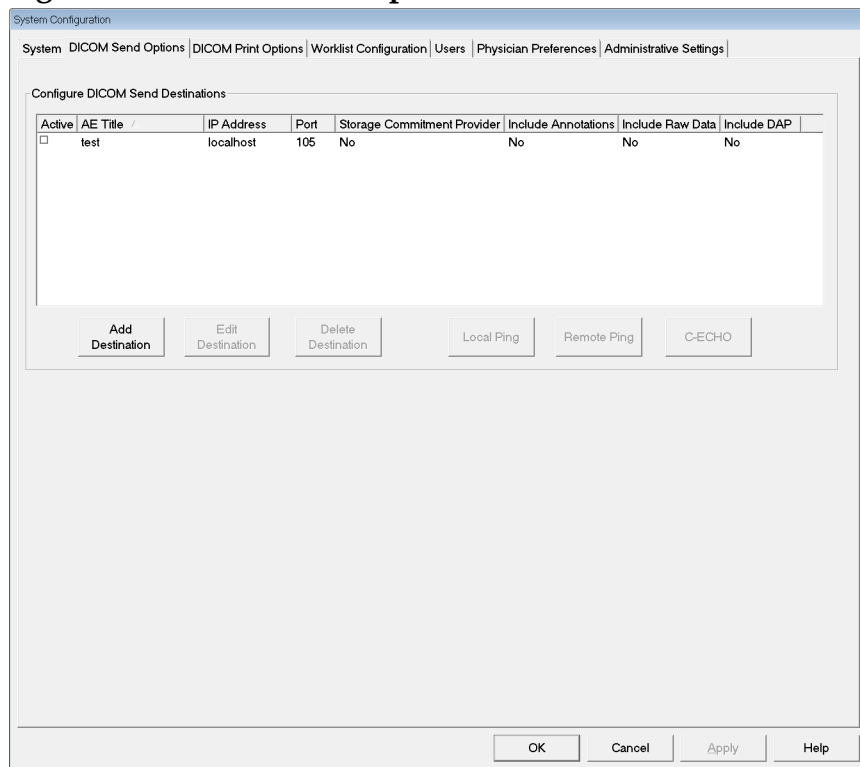 System Configuration
System DICOM Send Options DICOM Print Options Worklist Configuration Users Physician Preferences Administrative Settings
Configure DICOM Send Destinations
Active AE Title / IP Address Port Storage Commitment Provider Include Annotations Include Raw Data Include DAP
test localhost 105 No No No No
Add Destination
Edit Destination
Delete Destination
Local Ping
Remote Ping
C-ECHO
OK Cancel Apply Help